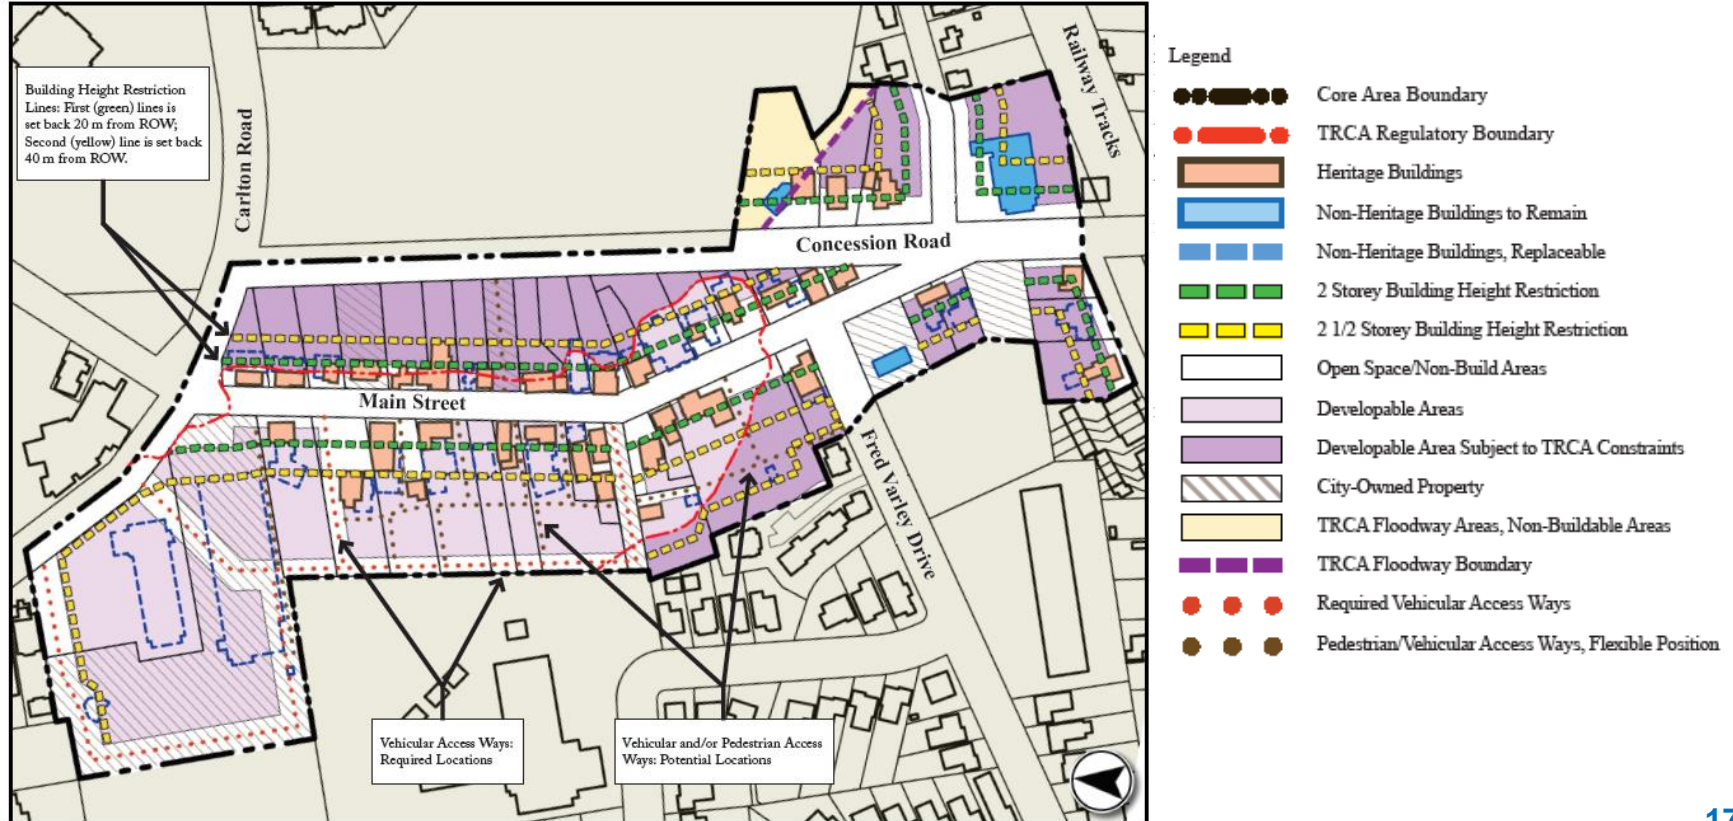 Building Height Restriction
Lines: First (green) lines is
set back 20 m from ROW;
Second (yellow) line is set back
40 m from ROW.
Carlton Road
Railway Tracks
Concession Road
Main Street
Fred Varley Drive
Vehicular Access Ways:
Required Locations
Vehicular and/or Pedestrian Access
Ways: Potential Locations
Legend
Core Area Boundary
TRCA Regulatory Boundary
Heritage Buildings
Non-Heritage Buildings to Remain
Non-Heritage Buildings, Replaceable
2 Storey Building Height Restriction
2 1/2 Storey Building Height Restriction
Open Space/Non-Build Areas
Developable Areas
Developable Area Subject to TRCA Constraints
City-Owned Property
TRCA Floodway Areas, Non-Buildable Areas
TRCA Floodway Boundary
Required Vehicular Access Ways
Pedestrian/Vehicular Access Ways, Flexible Position
17